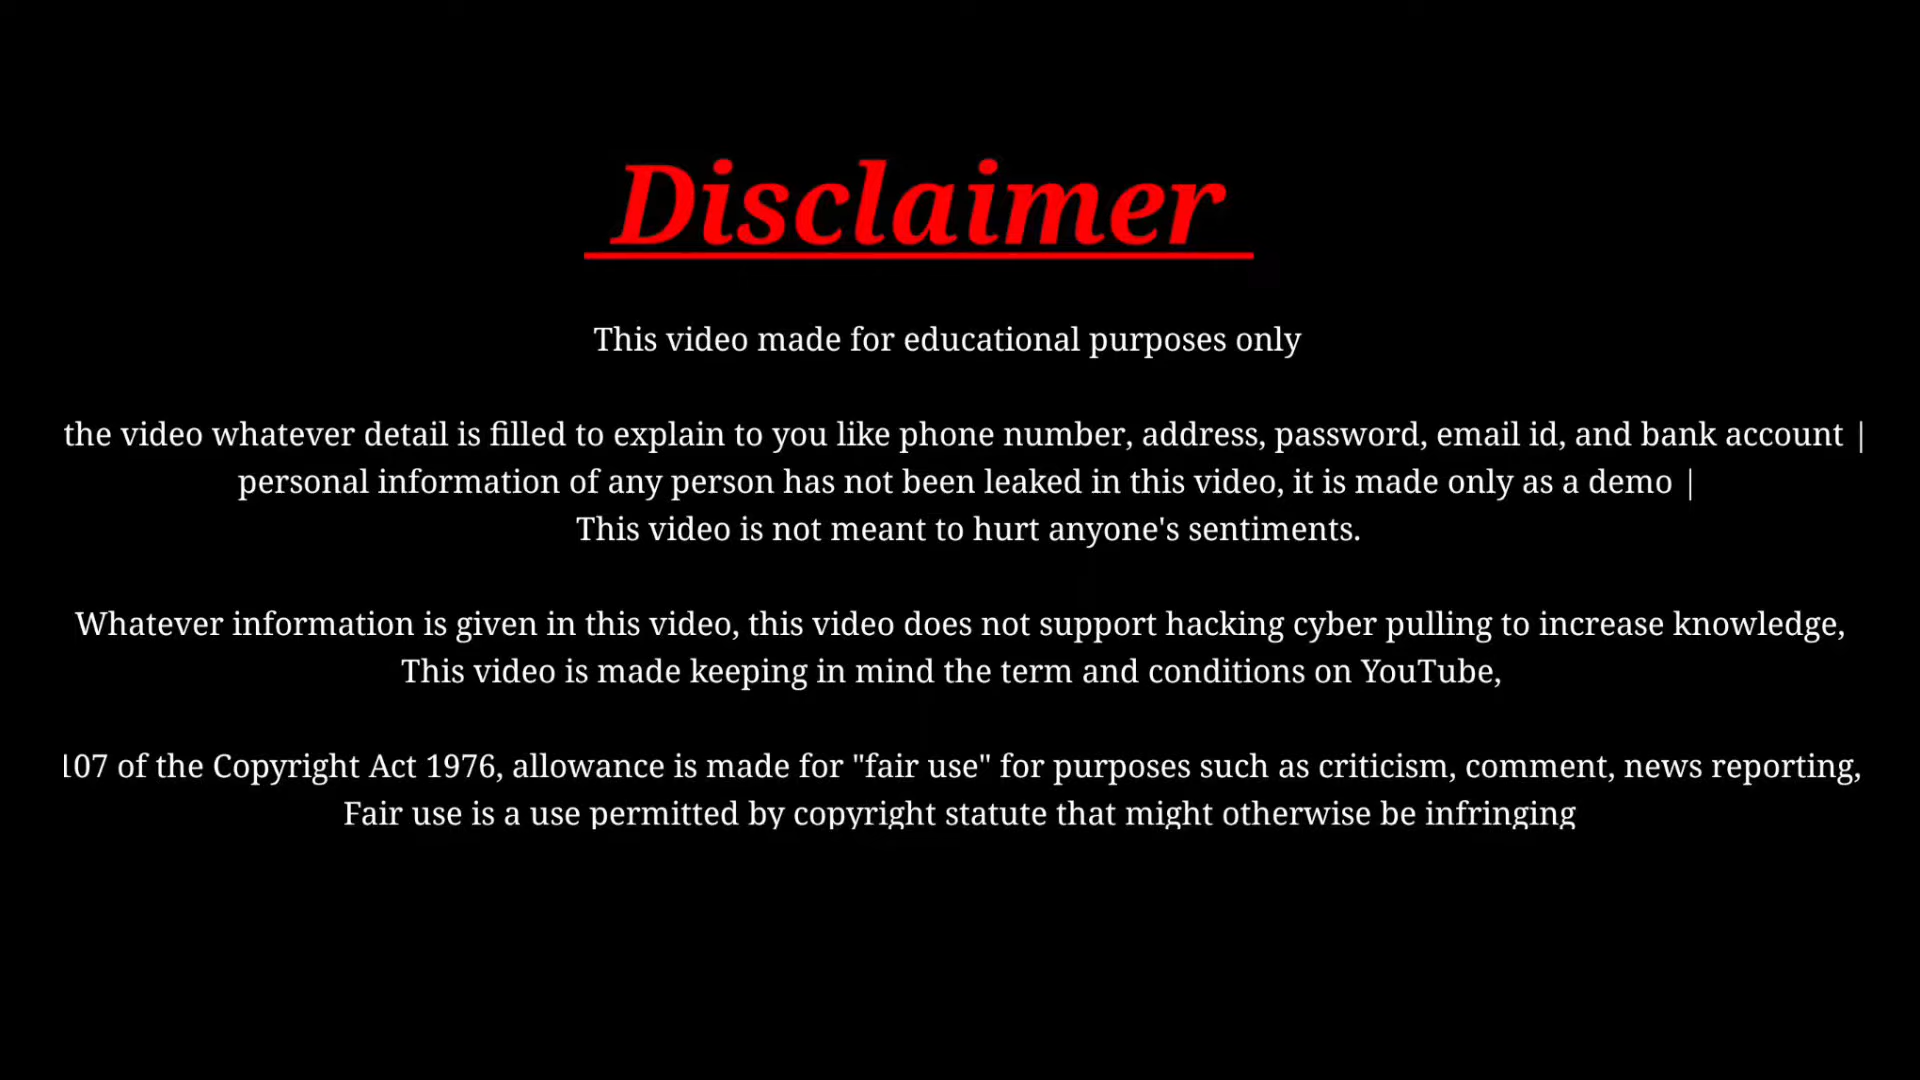 Disclaimer
This video made for educational purposes only
the video whatever detail is filled to explain to you like phone number, address, password, email id, and bank account |
personal information of any person has not been leaked in this video, it is made only as a demo |
This video is not meant to hurt anyone's sentiments.
Whatever information is given in this video, this video does not support hacking cyber pulling to increase knowledge,
This video is made keeping in mind the term and conditions on YouTube,
107 of the Copyright Act 1976, allowance is made for "fair use" for purposes such as criticism, comment, news reporting,
Fair use is a use permitted by copyright statute that might otherwise be infringing